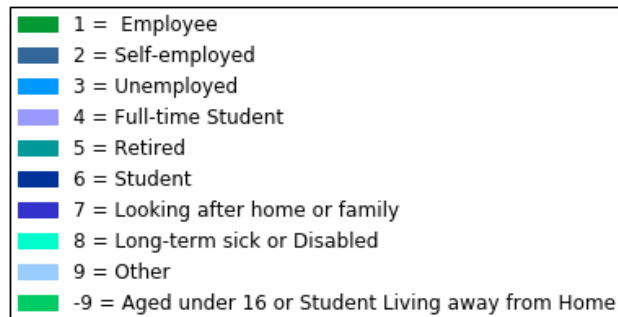 1 = Employee
2 = Self-employed
3 = Unemployed
4 = Full-time Student
5 = Retired
6 = Student
7 = Looking after home or family
8 = Long-term sick or Disabled
9 = Other
-9 = Aged under 16 or Student Living away from Home